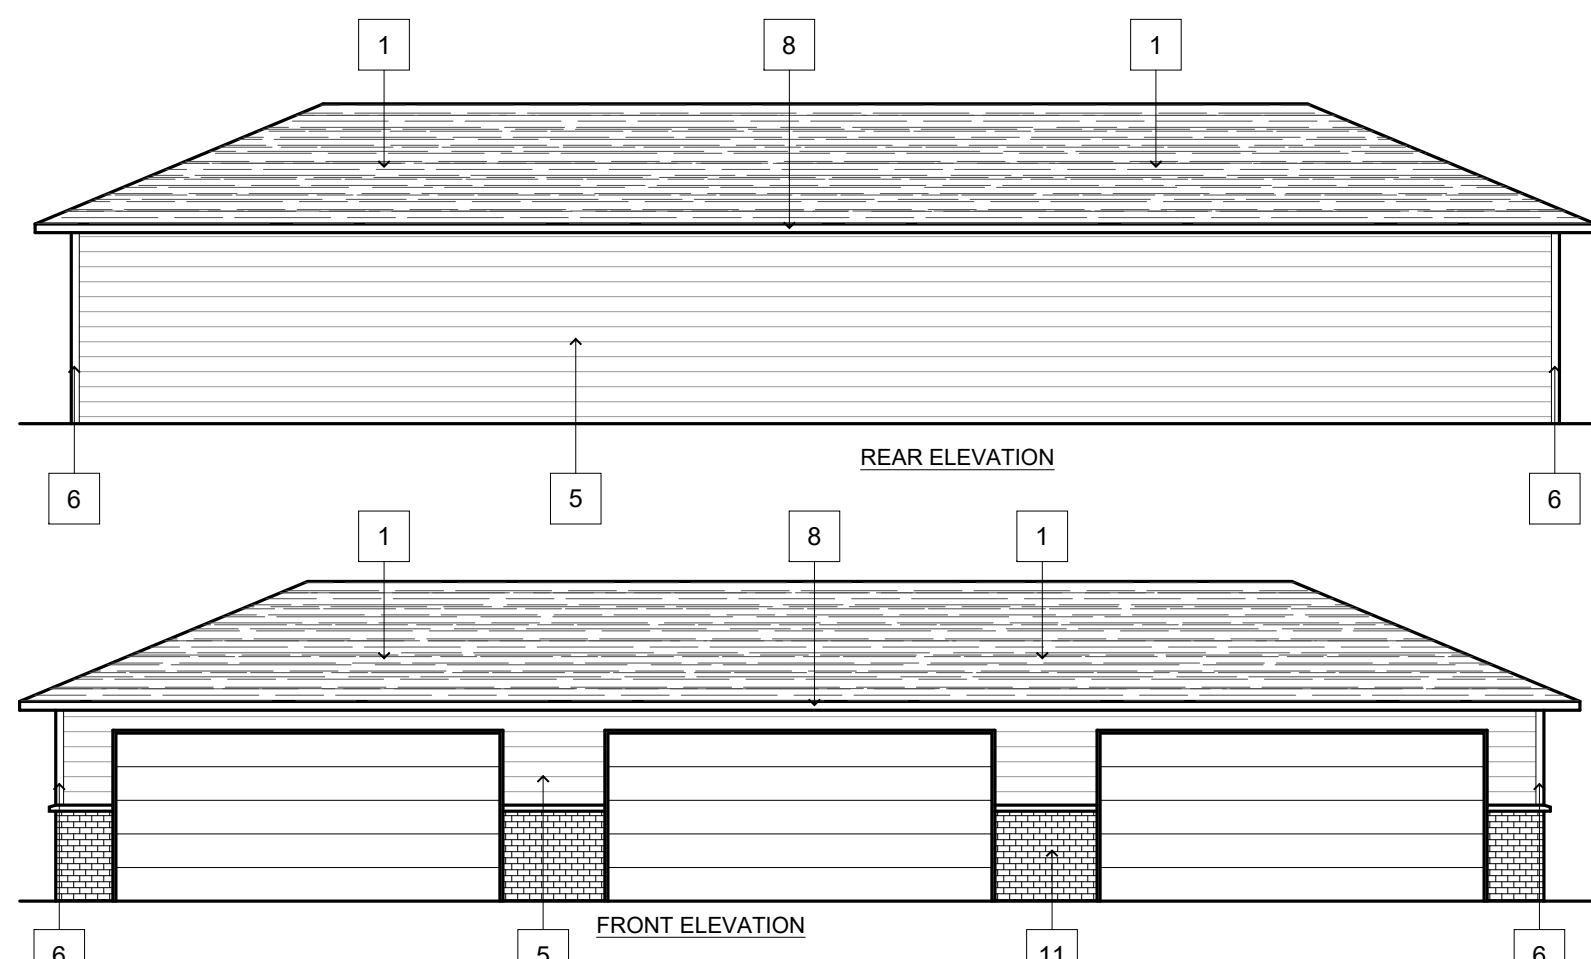 1 8 1
REAR ELEVATION
6 5 6
1 8 1
FRONT ELEVATION
6 5 11 6